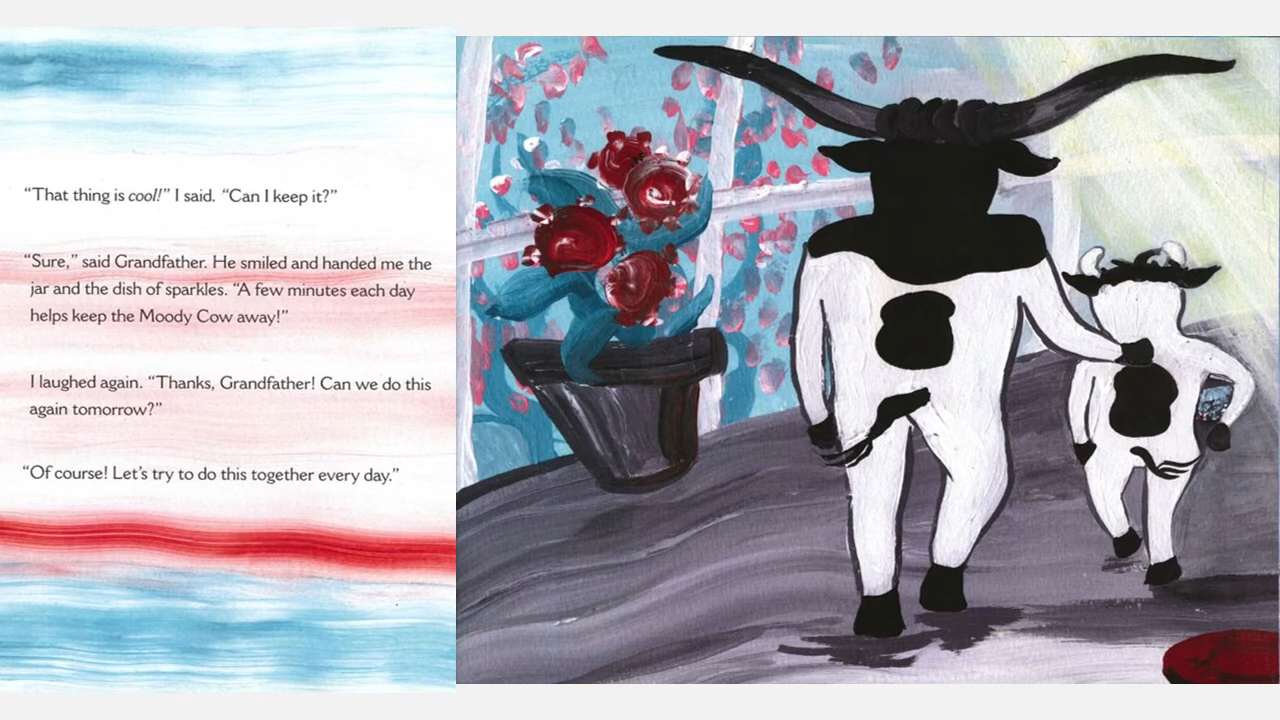 “That thing is cool!” I said. “Can I keep it?”
“Sure,” said Grandfather. He smiled and handed me the
jar and the dish of sparkles. “A few minutes each day
helps keep the Moody Cow away!”
I laughed again. “Thanks, Grandfather! Can we do this
again tomorrow?”
“Of course! Let’s try to do this together every day.”